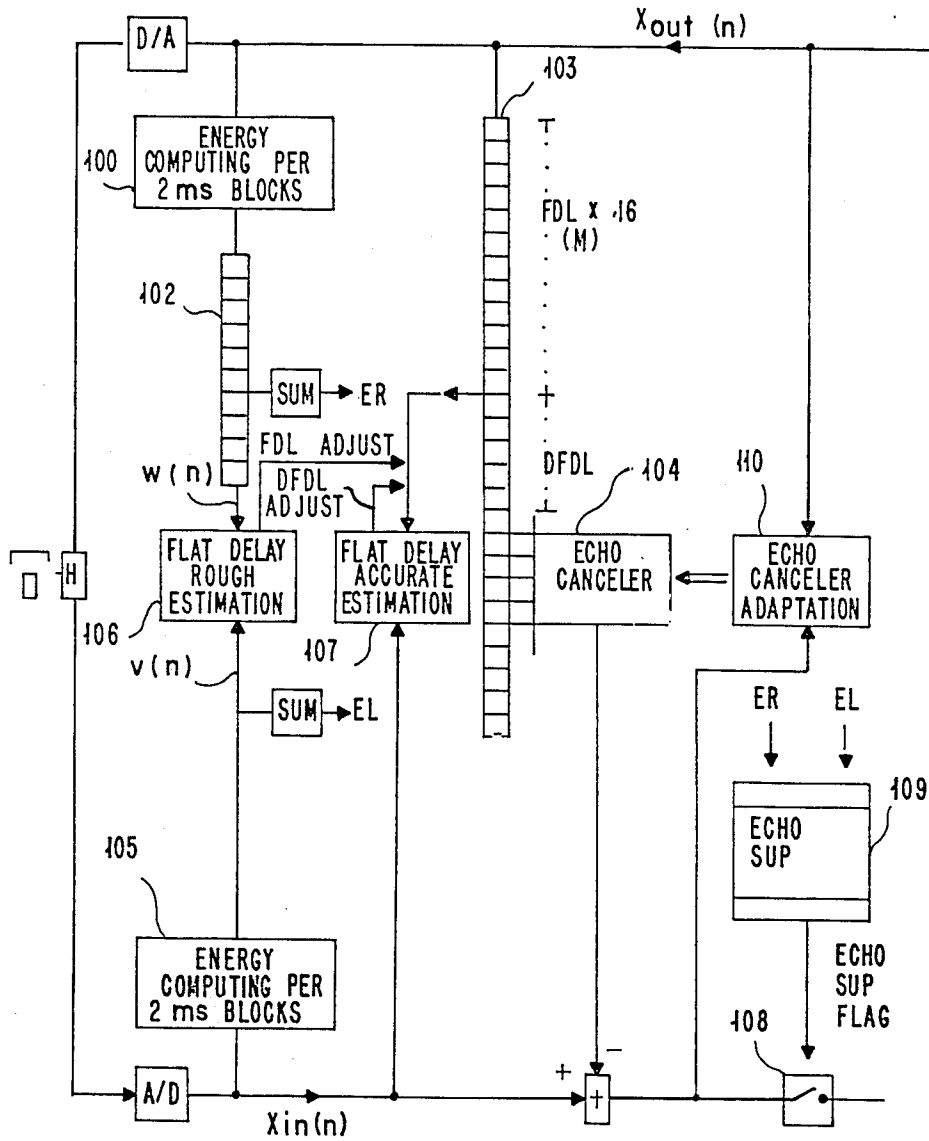 Xout (n)
D/A
103
ENERGY
COMPUTING PER
2 ms BLOCKS
100
FDL x 16
(M)
102
SUM
ER
FDL ADJUST
DFDL
ADJUST
DFDL
104
110
w(n)
FLAT DELAY
ROUGH
ESTIMATION
FLAT DELAY
ACCURATE
ESTIMATION
ECHO
CANCELER
ECHO
CANCELER
ADAPTATION
H
106
107
v(n)
SUM
EL
ER
EL
109
ECHO
SUP
105
ENERGY
COMPUTING PER
2 ms BLOCKS
ECHO
SUP
FLAG
108
A/D
Xin(n)
+
-
+